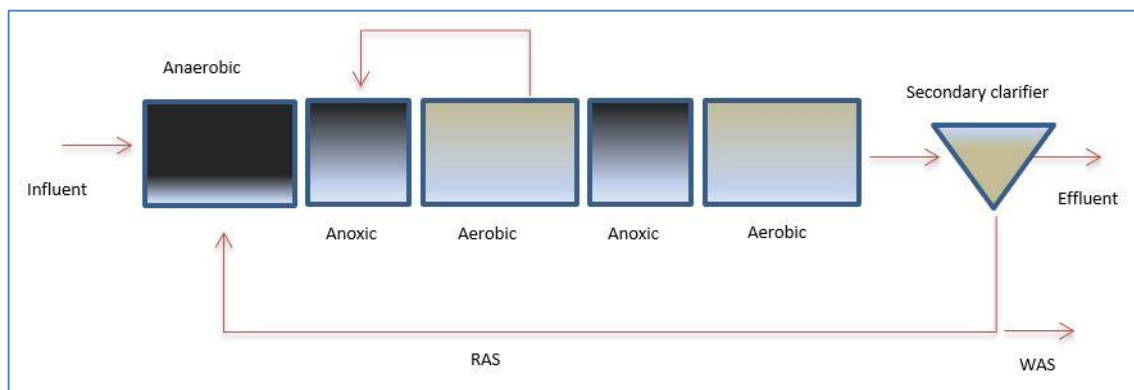 Anaerobic
Secondary clarifier
Influent
Effluent
Anoxic
Aerobic
Anoxic
Aerobic
RAS
WAS